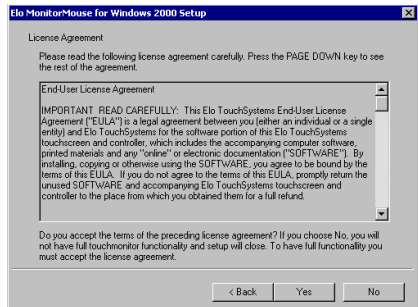 Elo MonitorMouse for Windows 2000 Setup
License Agreement
Please read the following license agreement carefully. Press the PAGE DOWN key to see
the rest of the agreement.
End-User License Agreement
IMPORTANT  READ CAREFULLY:  This Elo TouchSystems End-User License
Agreement ("EULA") is a legal agreement between you (either an individual or a single
entity) and Elo TouchSystems for the software portion of this Elo TouchSystems
touchscreen and controller, which includes the accompanying computer software,
printed materials and any "online" or electronic documentation ("SOFTWARE").  By
installing, copying or otherwise using the SOFTWARE, you agree to be bound by the
terms of this EULA.  If you do not agree to the terms of this EULA, promptly return the
unused SOFTWARE and accompanying Elo TouchSystems touchscreen and
controller to the place from which you obtained them for a full refund.
Do you accept the terms of the preceding license agreement? If you choose No, you will
not have full touchmonitor functionality and setup will close. To have full functionallity you
must accept the license agreement.
< Back
Yes
No